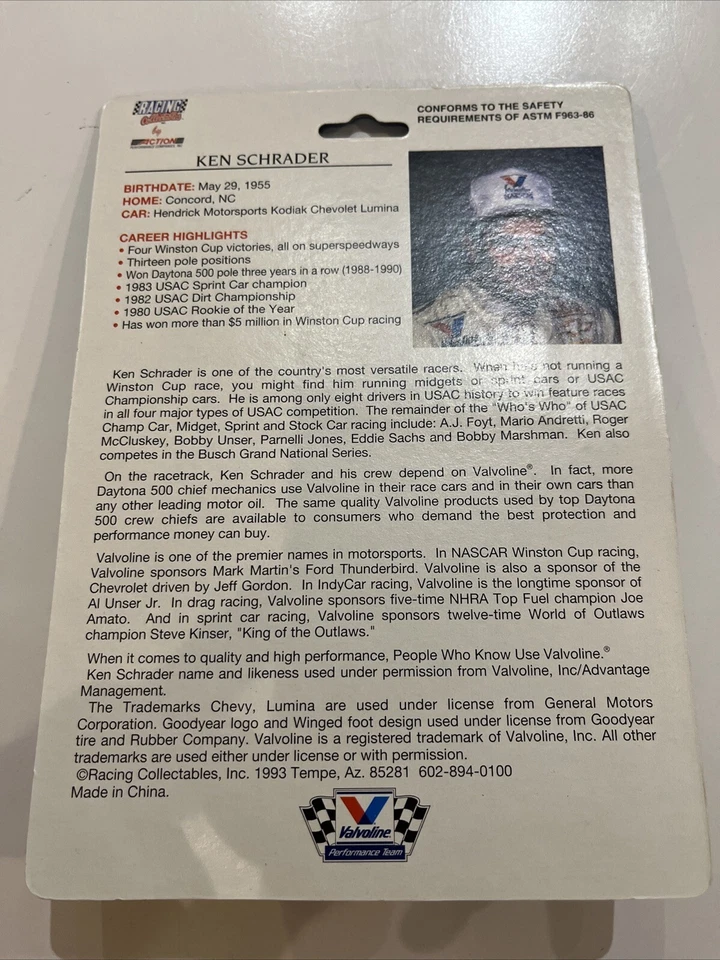 RACING
Collectables
by
ACTION
CONFORMS TO THE SAFETY
REQUIREMENTS OF ASTM F963-86
KEN SCHRADER
BIRTHDATE: May 29, 1955
HOME: Concord, NC
CAR: Hendrick Motorsports Kodiak Chevolet Lumina
CAREER HIGHLIGHTS
• Four Winston Cup victories, all on superspeedways
• Thirteen pole positions
• Won Daytona 500 pole three years in a row (1988-1990)
• 1983 USAC Sprint Car champion
• 1982 USAC Dirt Championship
• 1980 USAC Rookie of the Year
• Has won more than $5 million in Winston Cup racing
Ken Schrader is one of the country's most versatile racers. When he's not running a
Winston Cup race, you might find him running midgets or sprint cars or USAC
Championship cars. He is among only eight drivers in USAC history to win feature races
in all four major types of USAC competition. The remainder of the "Who's Who" of USAC
Champ Car, Midget, Sprint and Stock Car racing include: A.J. Foyt, Mario Andretti, Roger
McCluskey, Bobby Unser, Parnelli Jones, Eddie Sachs and Bobby Marshman. Ken also
competes in the Busch Grand National Series.
On the racetrack, Ken Schrader and his crew depend on Valvoline®. In fact, more
Daytona 500 chief mechanics use Valvoline in their race cars and in their own cars than
any other leading motor oil. The same quality Valvoline products used by top Daytona
500 crew chiefs are available to consumers who demand the best protection and
performance money can buy.
Valvoline is one of the premier names in motorsports. In NASCAR Winston Cup racing,
Valvoline sponsors Mark Martin's Ford Thunderbird. Valvoline is also a sponsor of the
Chevrolet driven by Jeff Gordon. In IndyCar racing, Valvoline is the longtime sponsor of
Al Unser Jr. In drag racing, Valvoline sponsors five-time NHRA Top Fuel champion Joe
Amato. And in sprint car racing, Valvoline sponsors twelve-time World of Outlaws
champion Steve Kinser, "King of the Outlaws."
When it comes to quality and high performance, People Who Know Use Valvoline.®
Ken Schrader name and likeness used under permission from Valvoline, Inc/Advantage
Management.
The Trademarks Chevy, Lumina are used under license from General Motors
Corporation. Goodyear logo and Winged foot design used under license from Goodyear
tire and Rubber Company. Valvoline is a registered trademark of Valvoline, Inc. All other
trademarks are used either under license or with permission.
©Racing Collectables, Inc. 1993 Tempe, Az. 85281 602-894-0100
Made in China.
Valvoline
Performance Team